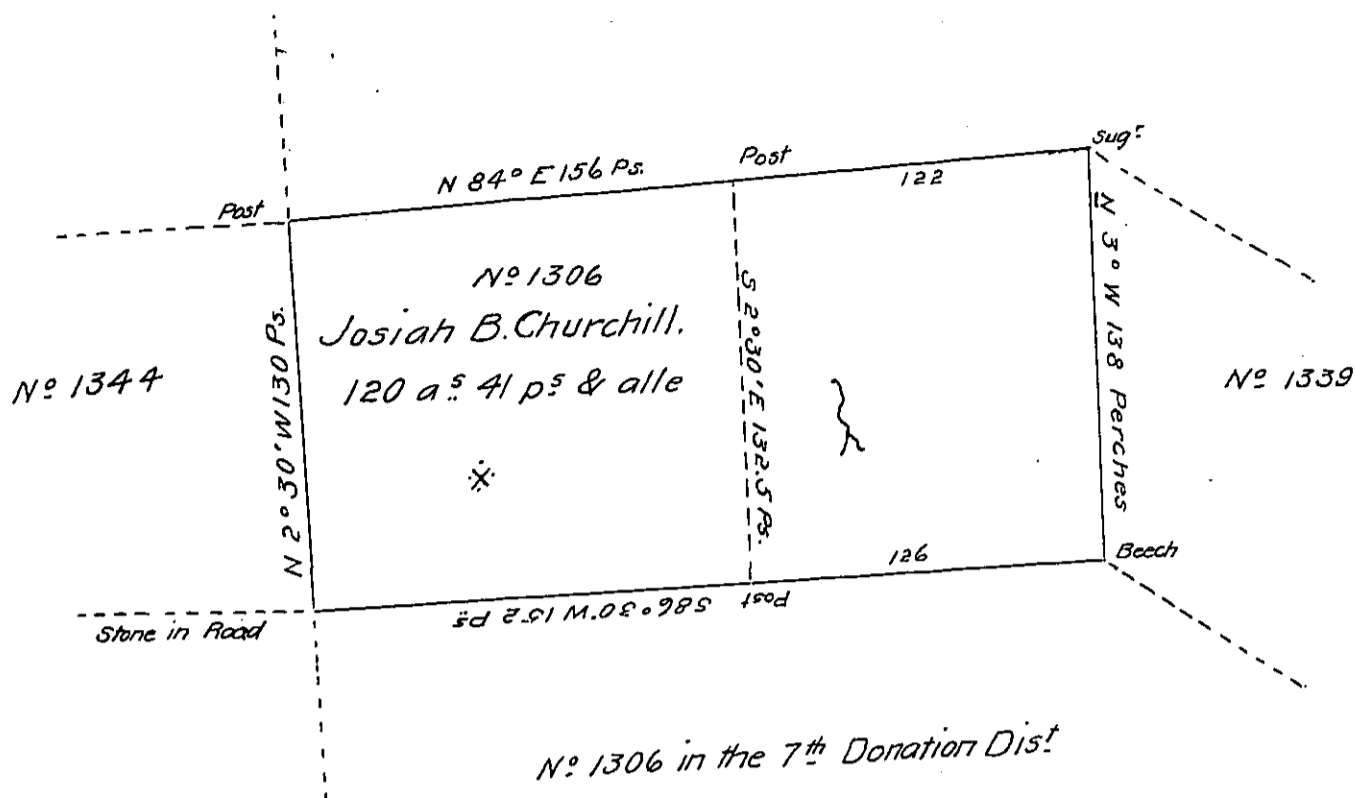 Sugr
Post
N 84° E 156 Ps.
122
Post
Nº 1306
Josiah B. Churchill.
120 as 41 ps & alle
N 2° 30' W 130 Ps.
S 2° 30' E 132.5 Ps.
N 3° W 138 Perches
Nº 1344
Nº 1339
126
Beech
Post
S 86° 30' W 152 Ps
Stone in Road
Nº 1306 in the 7th Donation Dist